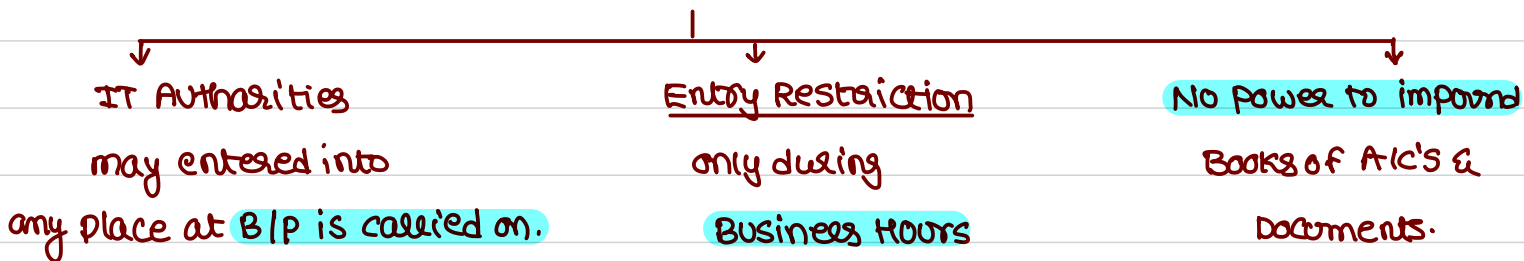 IT Authorities
may entered into
any place at B/P is carried on.
Entry Restriction
only during
Business Hours
No power to impound
Books of A/C's &
Documents.